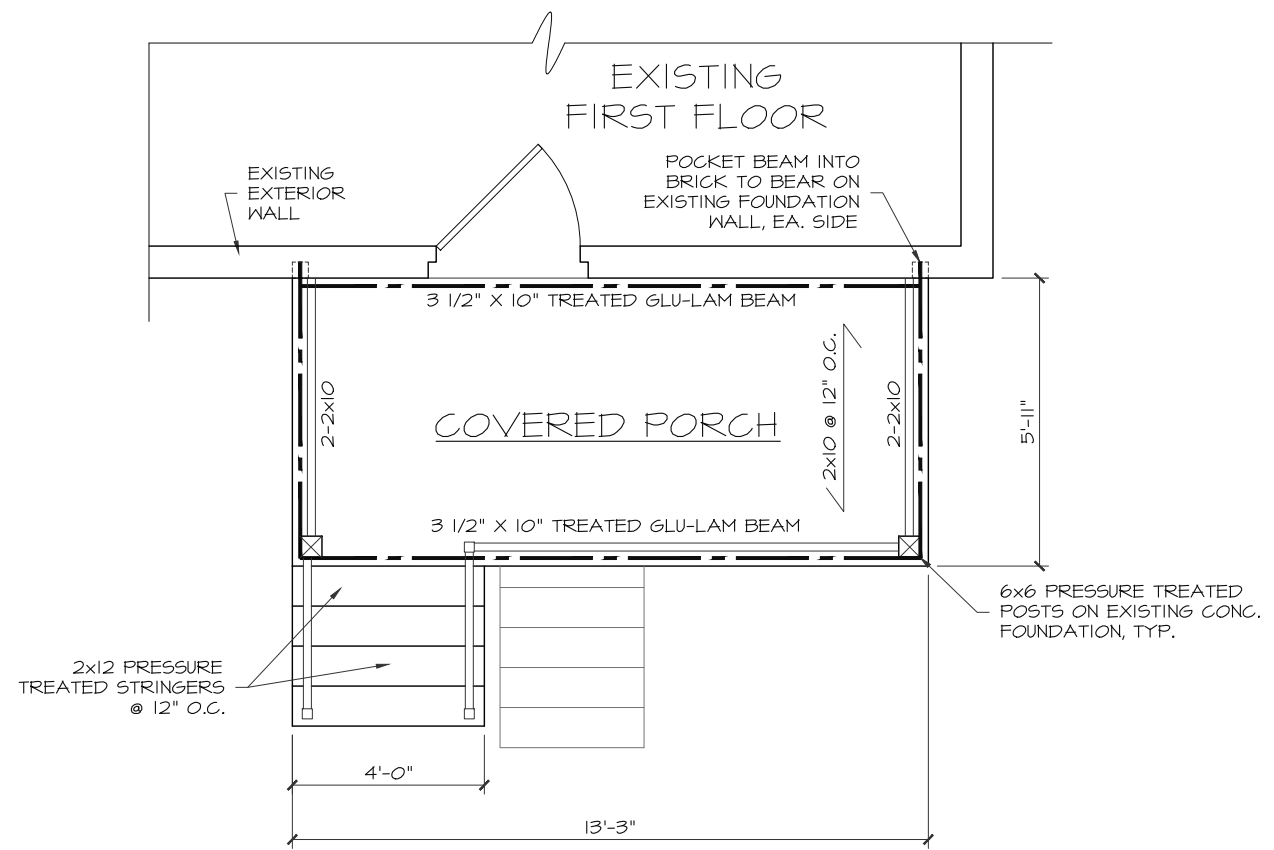 EXISTING
FIRST FLOOR
EXISTING
EXTERIOR
WALL
POCKET BEAM INTO
BRICK TO BEAR ON
EXISTING FOUNDATION
WALL, EA. SIDE
3 1/2" X 10" TREATED GLU-LAM BEAM
2-2x10
COVERED PORCH
2x10 @ 12" O.C.
2-2x10
5'-11"
3 1/2" X 10" TREATED GLU-LAM BEAM
6x6 PRESSURE TREATED
POSTS ON EXISTING CONC.
FOUNDATION, TYP.
2x12 PRESSURE
TREATED STRINGERS
@ 12" O.C.
4'-0"
13'-3"